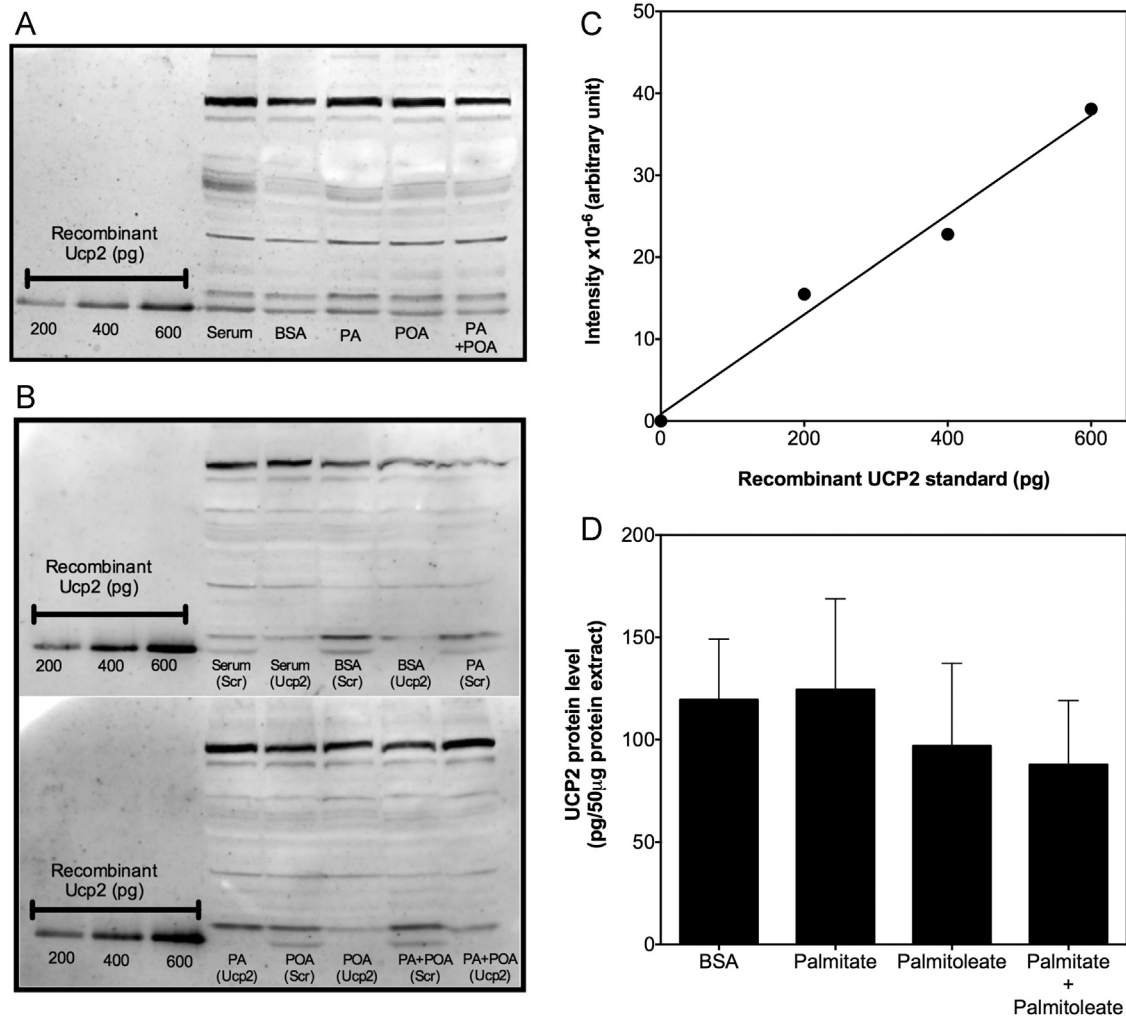 A
Recombinant
Ucp2 (pg)
200 400 600
Serum BSA PA POA PA
+POA
B
Recombinant
Ucp2 (pg)
200 400 600
Serum
(Scr)
Serum
(Ucp2)
BSA
(Scr)
BSA
(Ucp2)
PA
(Scr)
Recombinant
Ucp2 (pg)
200 400 600
PA
(Ucp2)
POA
(Scr)
POA
(Ucp2)
PA+POA
(Scr)
PA+POA
(Ucp2)
C
Intensity x10⁻⁶ (arbitrary unit)
50
40
30
20
10
0
0 200 400 600
Recombinant UCP2 standard (pg)
D
UCP2 protein level
(pg/50µg protein extract)
200
150
100
50
0
BSA
Palmitate
Palmitoleate
Palmitate
+
Palmitoleate